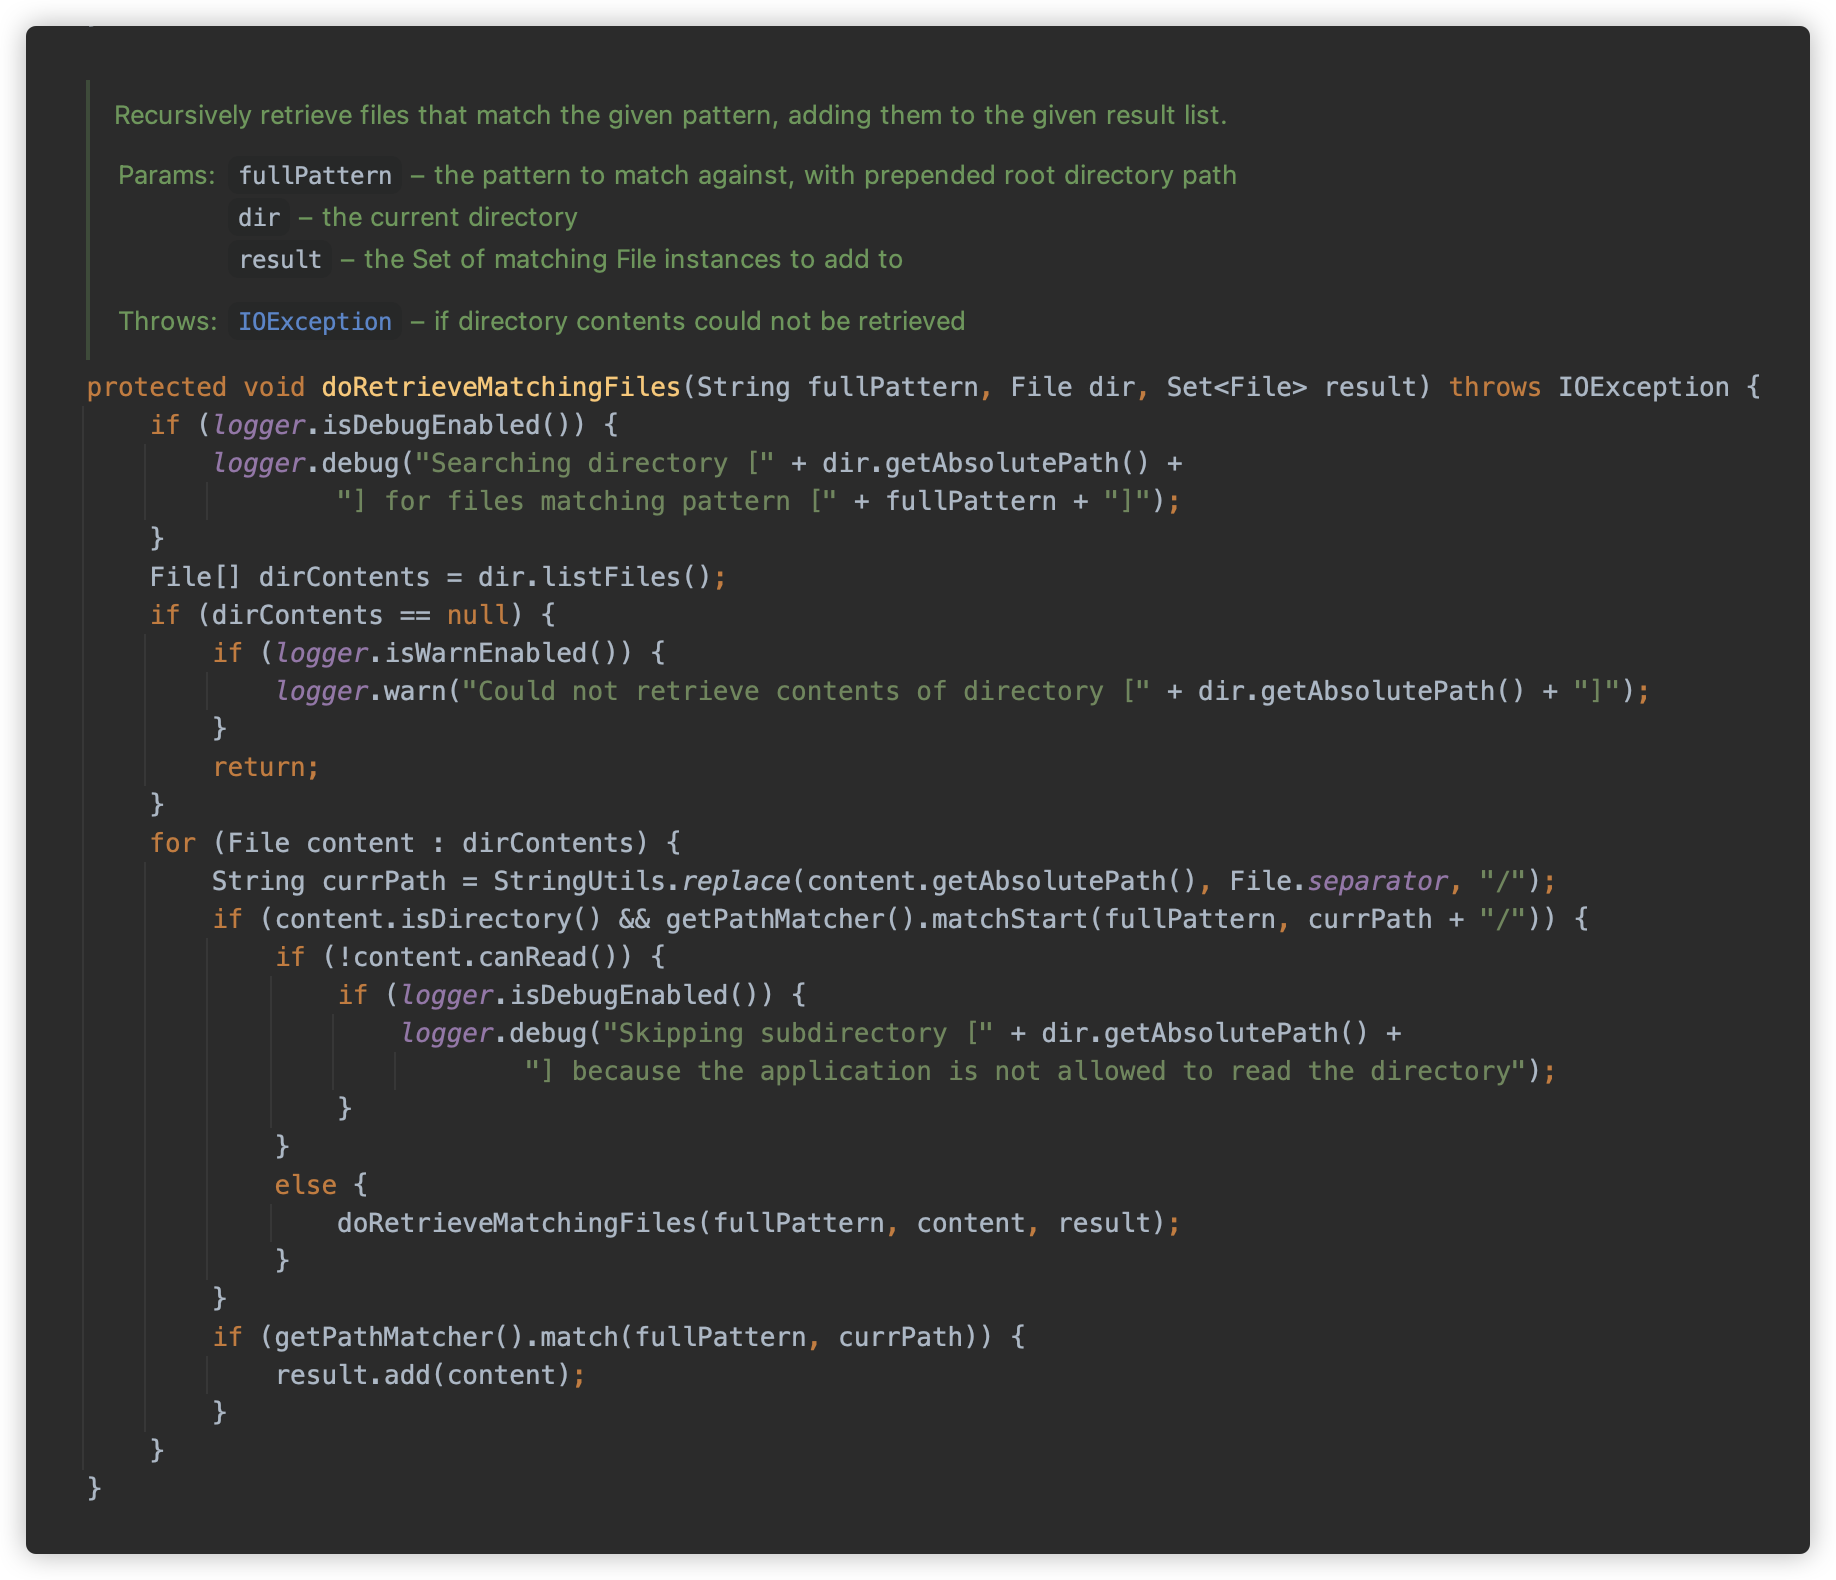 Recursively retrieve files that match the given pattern, adding them to the given result list.
Params: fullPattern – the pattern to match against, with prepended root directory path
dir – the current directory
result – the Set of matching File instances to add to
Throws: IOException – if directory contents could not be retrieved
protected void doRetrieveMatchingFiles(String fullPattern, File dir, Set<File> result) throws IOException {
    if (logger.isDebugEnabled()) {
        logger.debug("Searching directory [" + dir.getAbsolutePath() +
                "] for files matching pattern [" + fullPattern + "]");
    }
    File[] dirContents = dir.listFiles();
    if (dirContents == null) {
        if (logger.isWarnEnabled()) {
            logger.warn("Could not retrieve contents of directory [" + dir.getAbsolutePath() + "]");
        }
        return;
    }
    for (File content : dirContents) {
        String currPath = StringUtils.replace(content.getAbsolutePath(), File.separator, "/");
        if (content.isDirectory() && getPathMatcher().matchStart(fullPattern, currPath + "/")) {
            if (!content.canRead()) {
                if (logger.isDebugEnabled()) {
                    logger.debug("Skipping subdirectory [" + dir.getAbsolutePath() +
                            "] because the application is not allowed to read the directory");
                }
            }
            else {
                doRetrieveMatchingFiles(fullPattern, content, result);
            }
        }
        if (getPathMatcher().match(fullPattern, currPath)) {
            result.add(content);
        }
    }
}